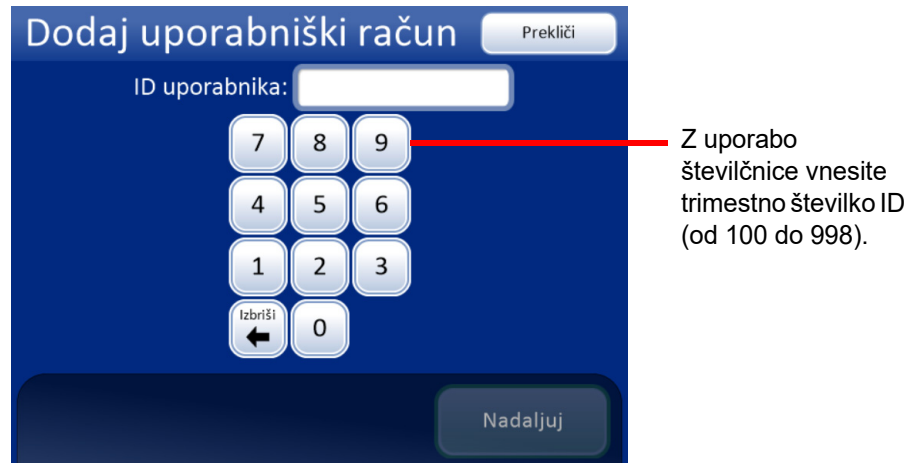 Dodaj uporabniški račun
Prekliči
ID uporabnika:
7 8 9
4 5 6
1 2 3
Izbriši
0
Nadaljuj
Z uporabo
številčnice vnesite
trimestno številko ID
(od 100 do 998).